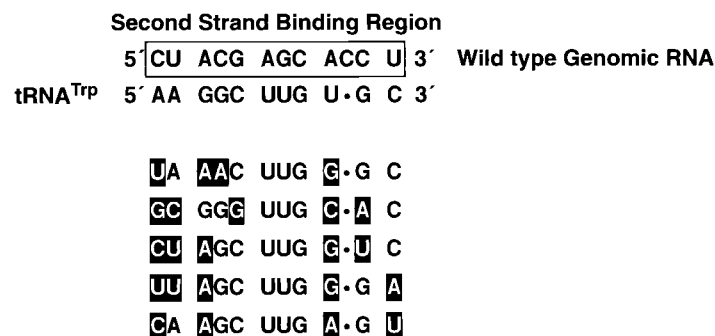 Second Strand Binding Region
5´ CU ACG AGC ACC U 3´ Wild type Genomic RNA
tRNATrp 5´ AA GGC UUG U•G C 3´
UA AAC UUG G•G C
GC GGG UUG C•A C
CU AGC UUG G•U C
UU AGC UUG G•G A
CA AGC UUG A•G U